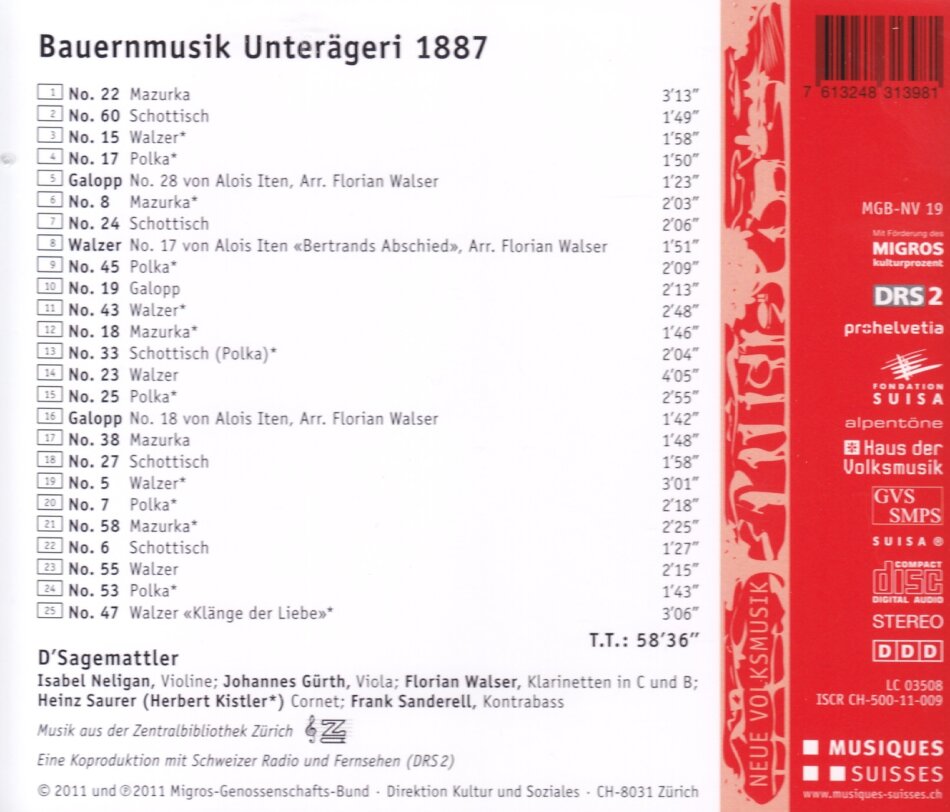 Bauernmusik Unterägeri 1887
1 No. 22 Mazurka 3’13”
2 No. 60 Schottisch 1’49”
3 No. 15 Walzer* 1’58”
4 No. 17 Polka* 1’50”
5 Galopp No. 28 von Alois Iten, Arr. Florian Walser 1’23”
6 No. 8 Mazurka* 2’03”
7 No. 24 Schottisch 2’06”
8 Walzer No. 17 von Alois Iten «Bertrands Abschied», Arr. Florian Walser 1’51”
9 No. 45 Polka* 2’09”
10 No. 19 Galopp 2’13”
11 No. 43 Walzer* 2’48”
12 No. 18 Mazurka* 1’46”
13 No. 33 Schottisch (Polka)* 2’04”
14 No. 23 Walzer 4’05”
15 No. 25 Polka* 2’55”
16 Galopp No. 18 von Alois Iten, Arr. Florian Walser 1’42”
17 No. 38 Mazurka 1’48”
18 No. 27 Schottisch 1’58”
19 No. 5 Walzer* 3’01”
20 No. 7 Polka* 2’18”
21 No. 58 Mazurka* 2’25”
22 No. 6 Schottisch 1’27”
23 No. 55 Walzer 2’15”
24 No. 53 Polka* 1’43”
25 No. 47 Walzer «Klänge der Liebe»* 3’06”
T.T.: 58’36”
D’Sagemattler
Isabel Neligan, Violine; Johannes Gürth, Viola; Florian Walser, Klarinetten in C und B;
Heinz Saurer (Herbert Kistler*) Cornet; Frank Sanderell, Kontrabass
Musik aus der Zentralbibliothek Zürich
Eine Koproduktion mit Schweizer Radio und Fernsehen (DRS2)
© 2011 und ℗2011 Migros-Genossenschafts-Bund · Direktion Kultur und Soziales · CH-8031 Zürich
NEUE VOLKSMUSIK
7 613248 313981
MGB-NV 19
Mit Förderung des
MIGROS
kulturprozent
DRS 2
prohelvetia
FONDATION
SUISA
alpentöne
Haus der
Volksmusik
GVS
SMPS
SUISA ®
COMPACT
disc
DIGITAL AUDIO
STEREO
DDD
LC 03508
ISCR CH-500-11-009
MUSIQUES
SUISSES
www.musiques-suisses.ch